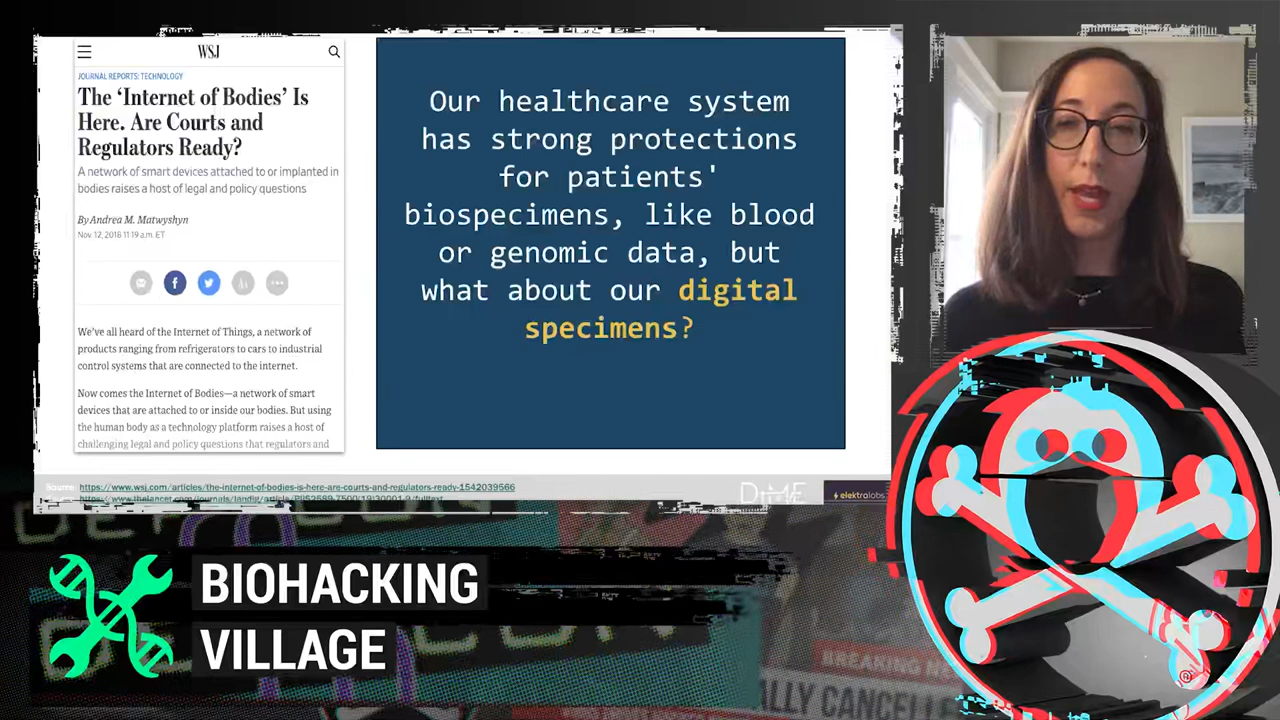 WSJ
JOURNAL REPORTS: TECHNOLOGY
The 'Internet of Bodies' Is
Here. Are Courts and
Regulators Ready?
A network of smart devices attached to or implanted in
bodies raises a host of legal and policy questions
By Andrea M. Matwyshyn
Nov 12, 2018 11:19 a.m. ET
We've all heard of the Internet of Things, a network of
products ranging from refrigerators to cars to industrial
control systems that are connected to the internet.
Now comes the Internet of Bodies—a network of smart
devices that are attached to or inside our bodies. But using
the human body as a technology platform raises a host of
challenging legal and policy questions that regulators and
Our healthcare system
has strong protections
for patients'
biospecimens, like blood
or genomic data, but
what about our digital
specimens?
https://www.wsj.com/articles/the-internet-of-bodies-is-here-are-courts-and-regulators-ready-1542039566
DiMe
elektralabs
BIOHACKING
VILLAGE
BREAKING
ALLY CANCELLE
®